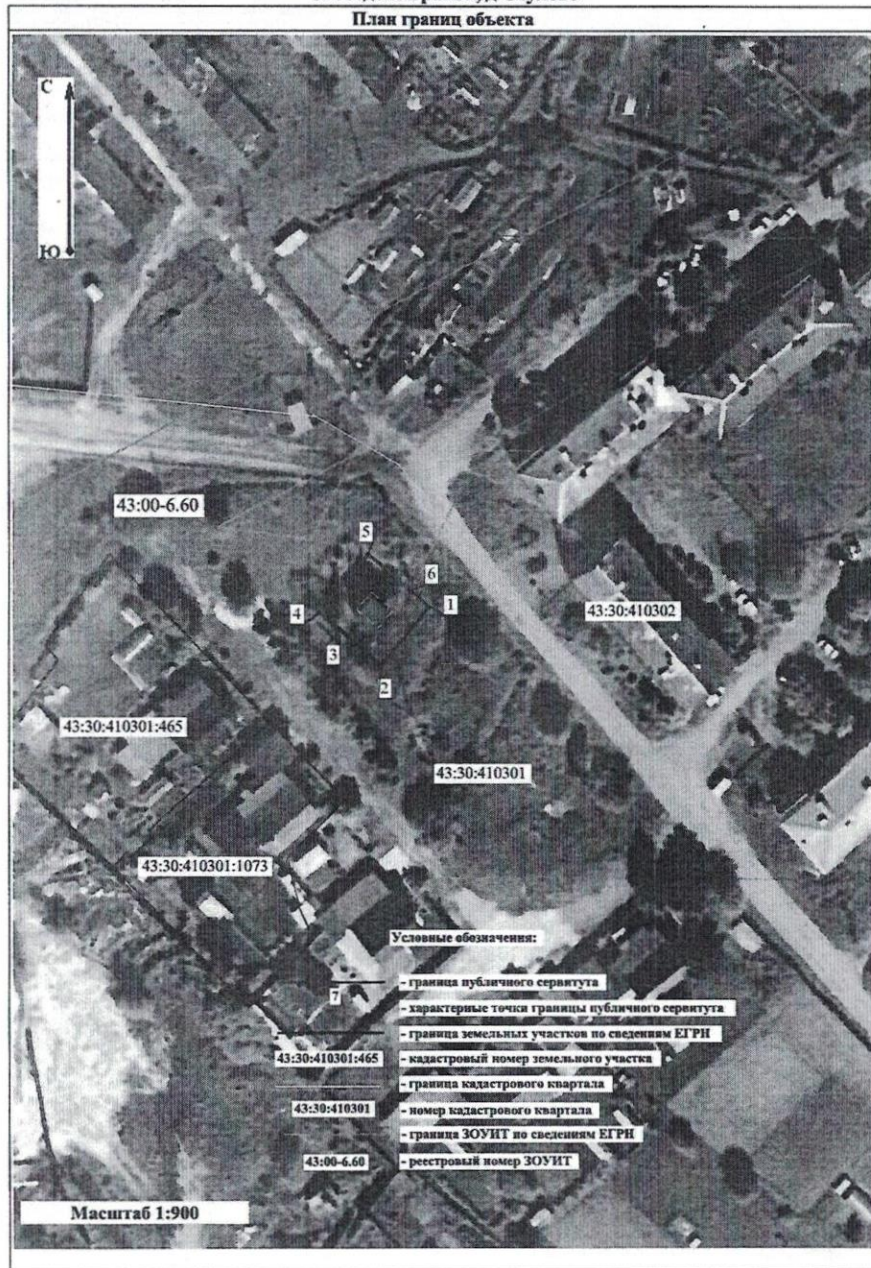 План границ объекта
С
Ю
43:00-6.60
5
6
1
4
43:30:410302
3
2
43:30:410301:465
43:30:410301
43:30:410301:1073
Условные обозначения:
- граница публичного сервитута
7 - характерные точки границы публичного сервитута
- граница земельных участков по сведениям ЕГРН
43:30:410301:465 - кадастровый номер земельного участка
- граница кадастрового квартала
43:30:410301 - номер кадастрового квартала
- граница ЗОУИТ по сведениям ЕГРН
43:00-6.60 - реестровый номер ЗОУИТ
Масштаб 1:900